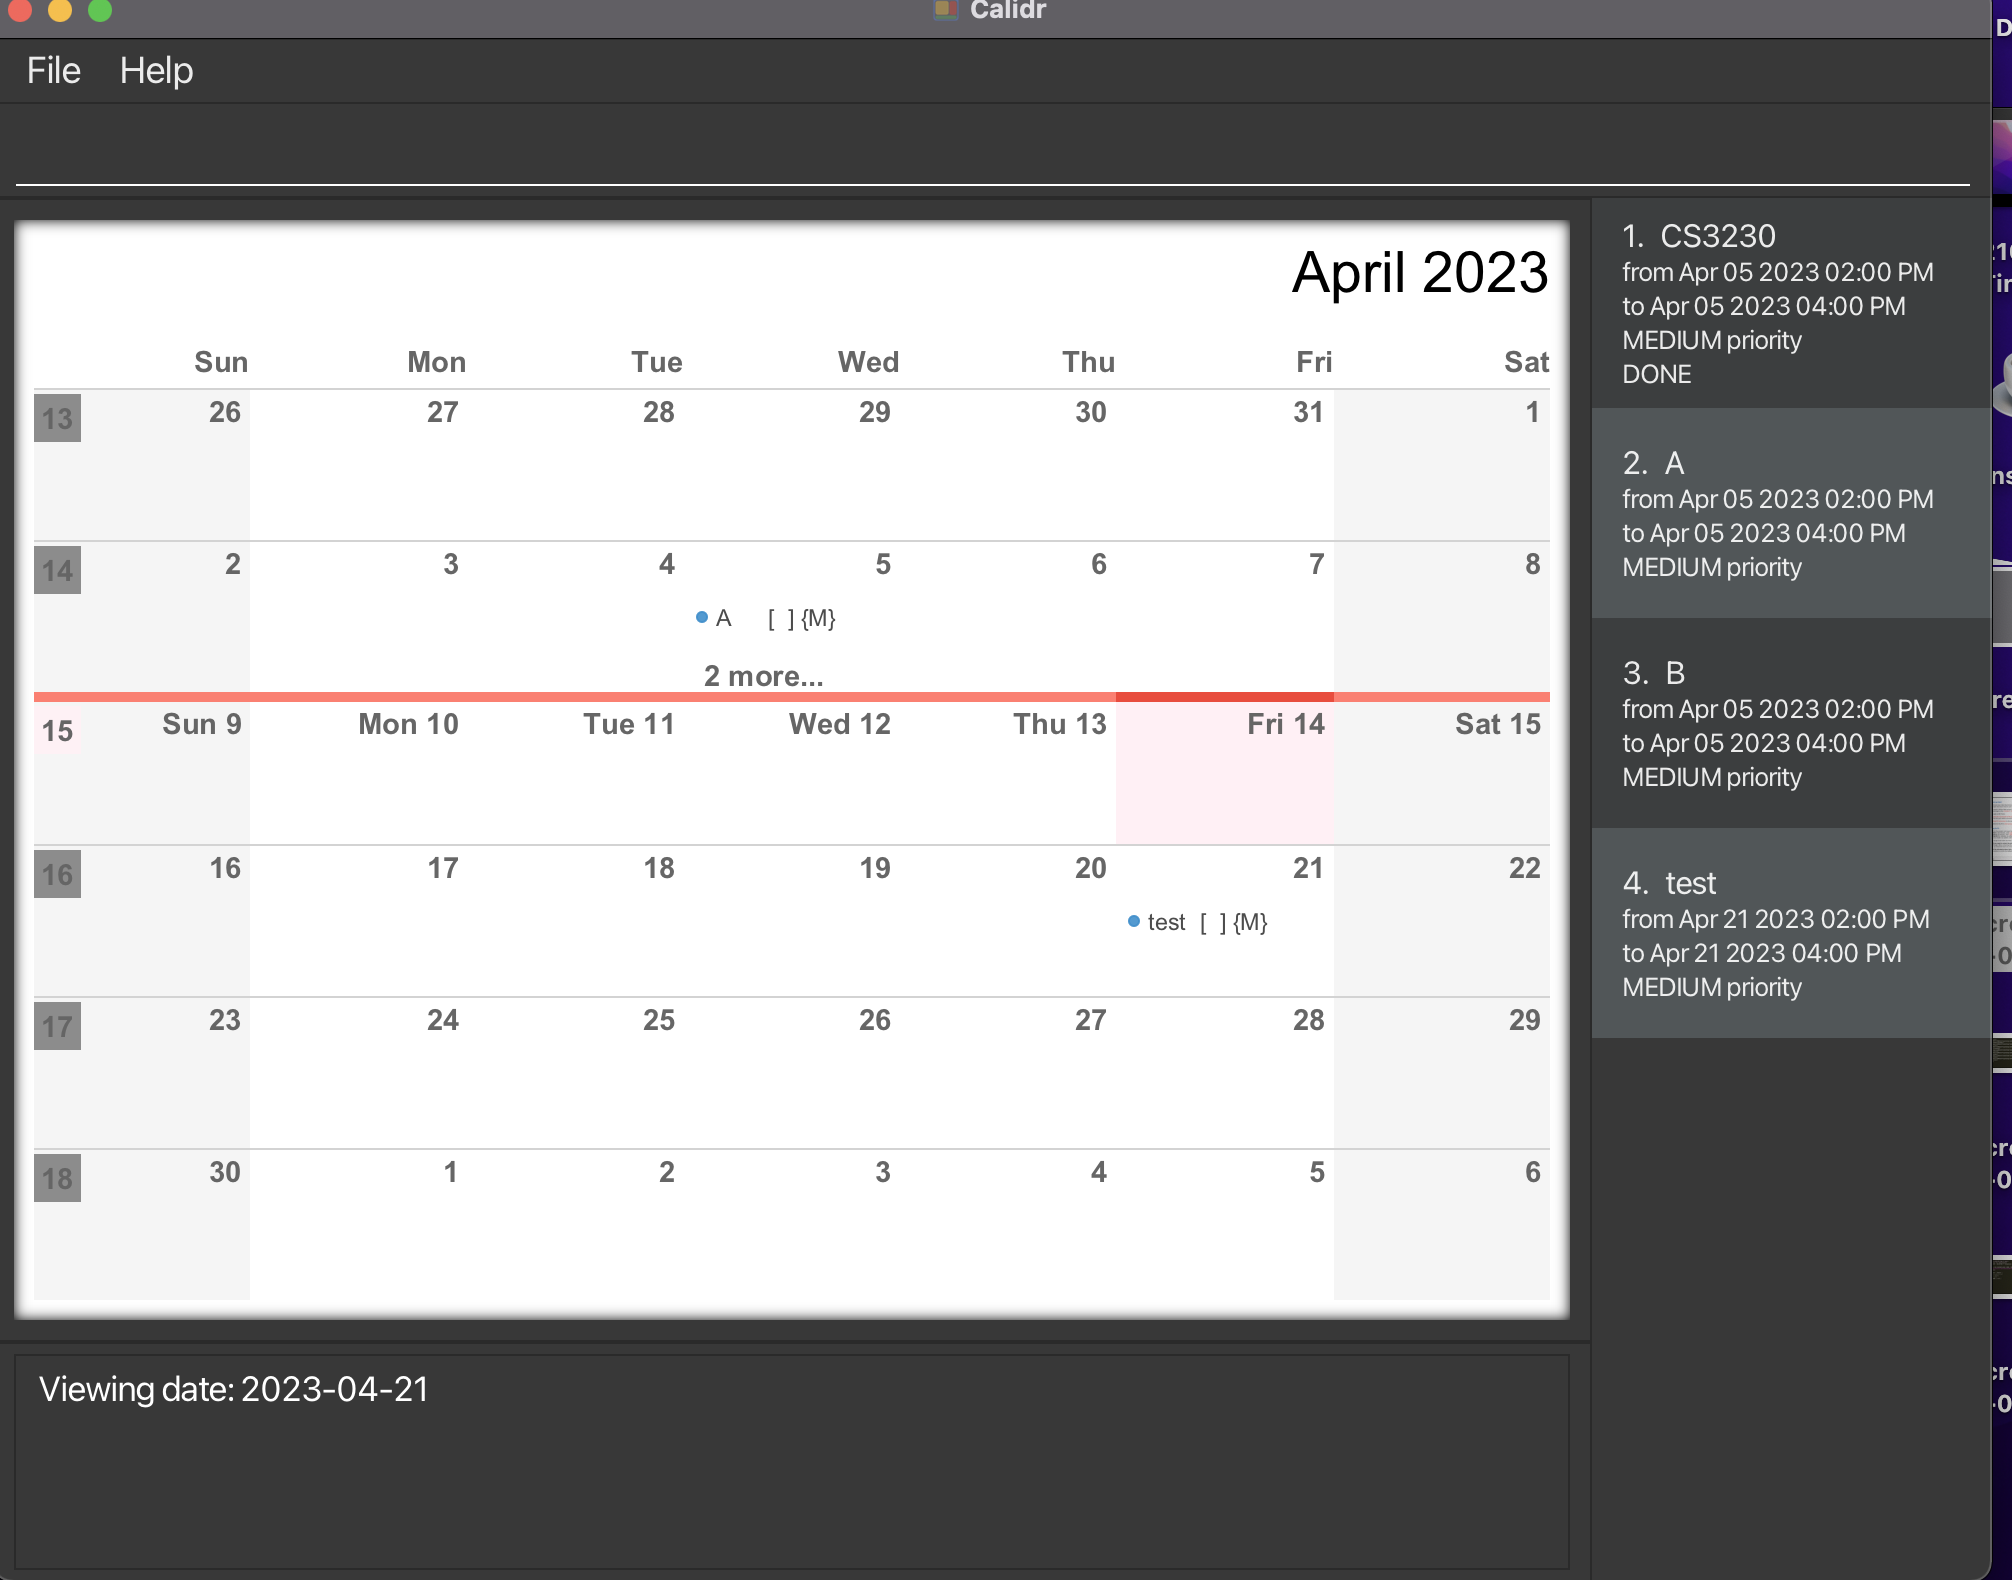 Calidr
File Help
April 2023
Sun Mon Tue Wed Thu Fri Sat
13 26 27 28 29 30 31 1
14 2 3 4 5 6 7 8
A [ ] {M}
2 more...
15 Sun 9 Mon 10 Tue 11 Wed 12 Thu 13 Fri 14 Sat 15
16 16 17 18 19 20 21 22
test [ ] {M}
17 23 24 25 26 27 28 29
18 30 1 2 3 4 5 6
Viewing date: 2023-04-21
1. CS3230
from Apr 05 2023 02:00 PM
to Apr 05 2023 04:00 PM
MEDIUM priority
DONE
2. A
from Apr 05 2023 02:00 PM
to Apr 05 2023 04:00 PM
MEDIUM priority
3. B
from Apr 05 2023 02:00 PM
to Apr 05 2023 04:00 PM
MEDIUM priority
4. test
from Apr 21 2023 02:00 PM
to Apr 21 2023 04:00 PM
MEDIUM priority